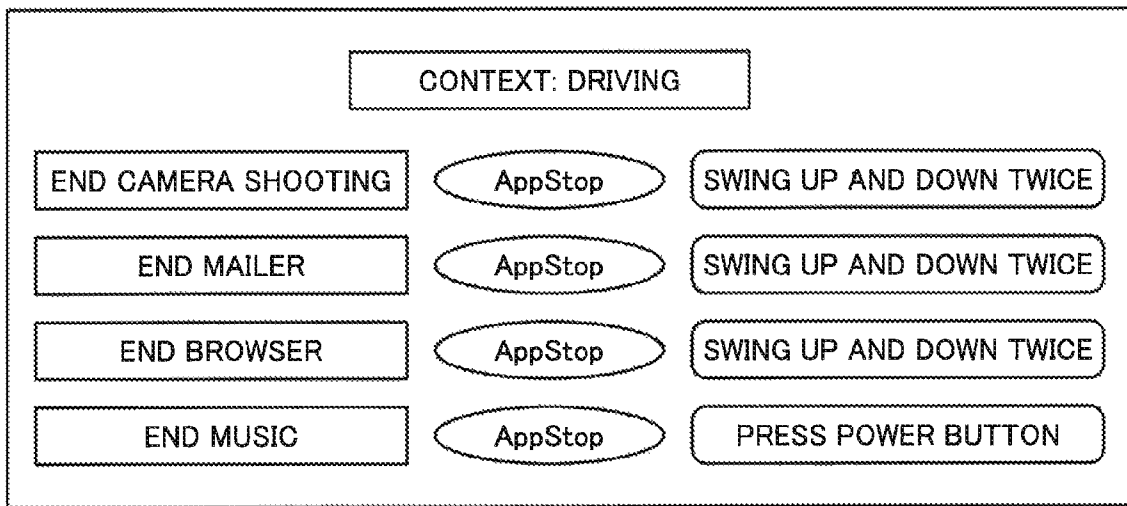 CONTEXT: DRIVING
END CAMERA SHOOTING AppStop SWING UP AND DOWN TWICE
END MAILER AppStop SWING UP AND DOWN TWICE
END BROWSER AppStop SWING UP AND DOWN TWICE
END MUSIC AppStop PRESS POWER BUTTON